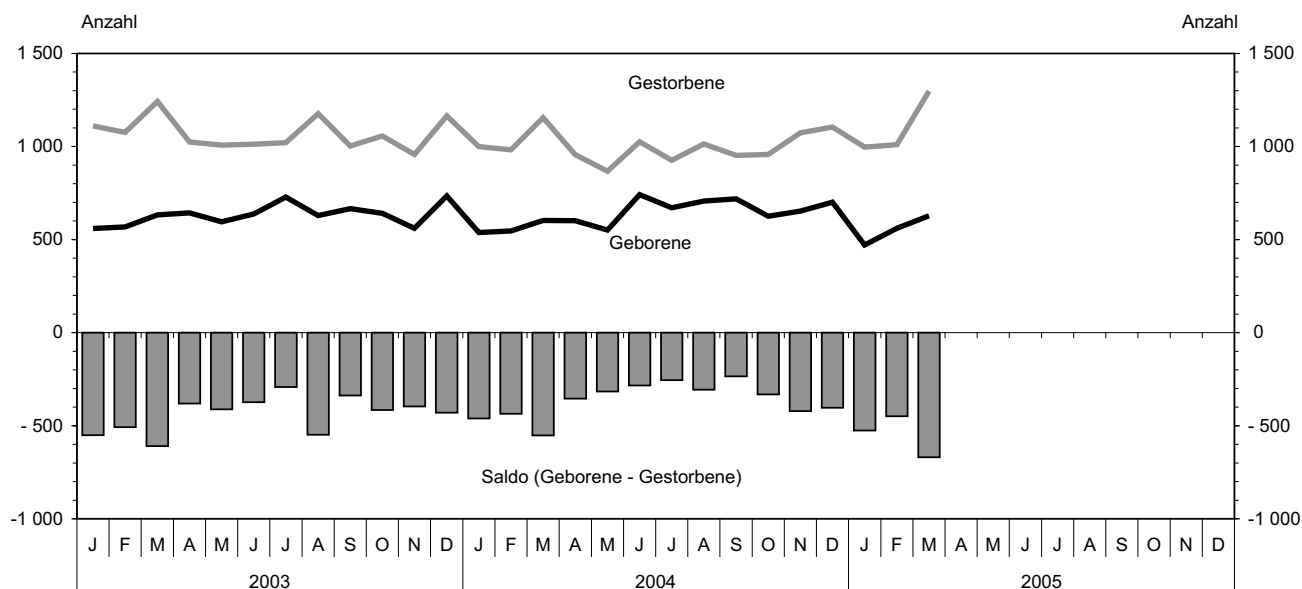 Anzahl Anzahl
1 500 1 500
Gestorbene
1 000 1 000
500 500
Geborene
0 0
- 500 - 500
Saldo (Geborene - Gestorbene)
-1 000 -1 000
J F M A M J J A S O N D J F M A M J J A S O N D J F M A M J J A S O N D
2003 2004 2005